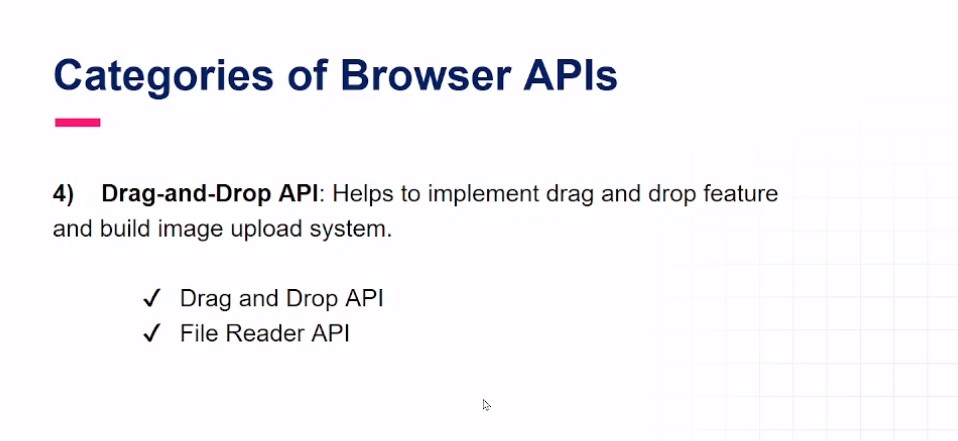 Categories of Browser APIs
4) Drag-and-Drop API: Helps to implement drag and drop feature
and build image upload system.
✓ Drag and Drop API
✓ File Reader API